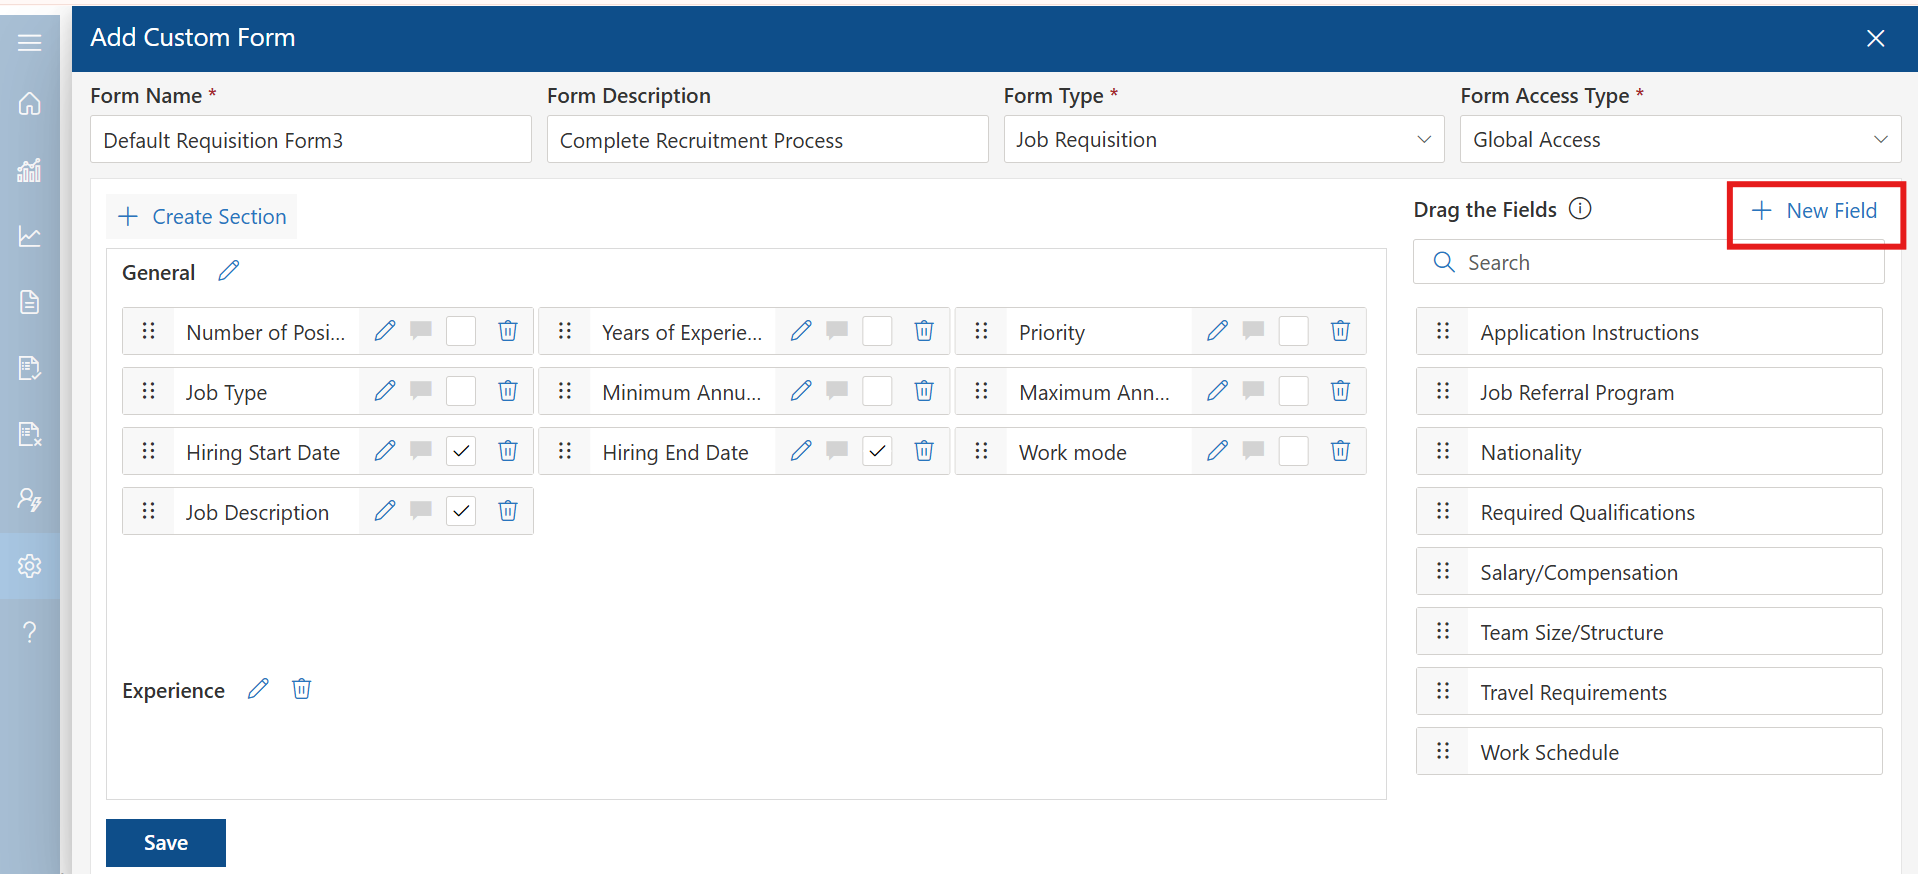 Add Custom Form
Form Name *
Form Description
Form Type *
Form Access Type *
Default Requisition Form3
Complete Recruitment Process
Job Requisition
Global Access
Create Section
Drag the Fields
New Field
Search
General
Number of Posi...
Years of Experie...
Priority
Job Type
Minimum Annu...
Maximum Ann...
Hiring Start Date
Hiring End Date
Work mode
Job Description
Experience
Application Instructions
Job Referral Program
Nationality
Required Qualifications
Salary/Compensation
Team Size/Structure
Travel Requirements
Work Schedule
Save